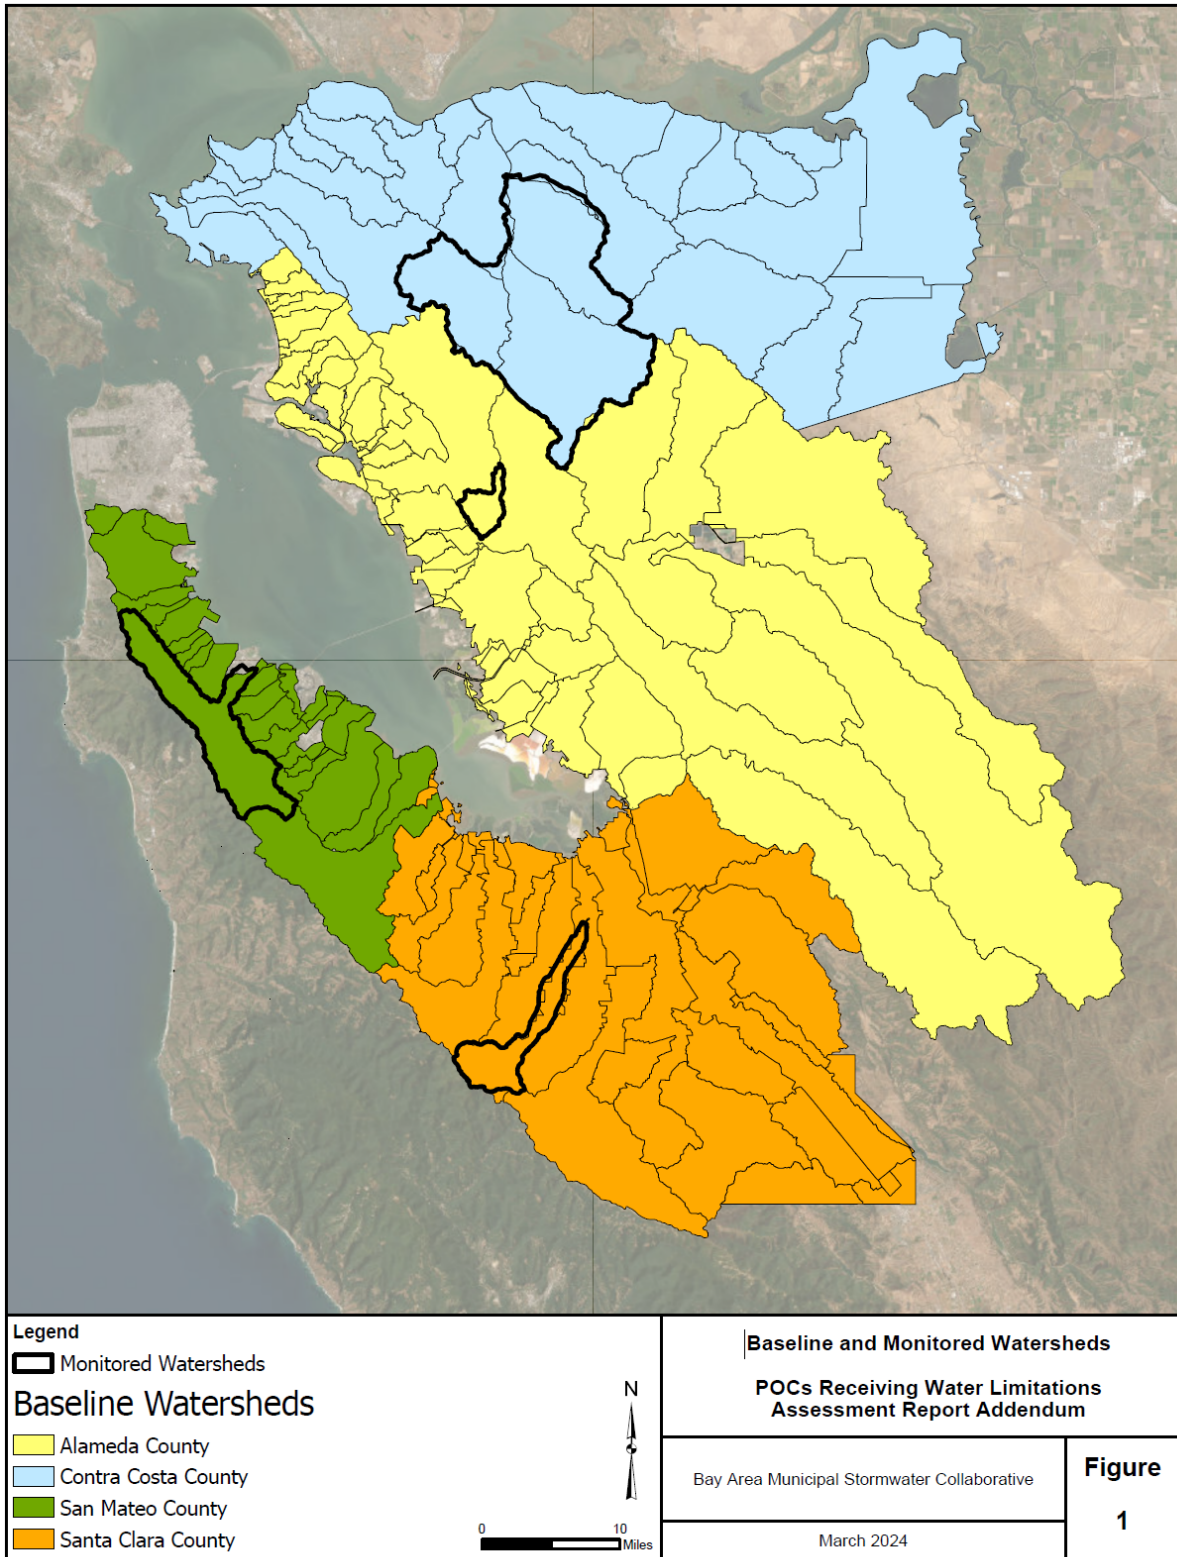 Legend
Monitored Watersheds
Baseline Watersheds
Alameda County
Contra Costa County
San Mateo County
Santa Clara County
N
0 10
Miles
Baseline and Monitored Watersheds
POCs Receiving Water Limitations
Assessment Report Addendum
Bay Area Municipal Stormwater Collaborative
March 2024
Figure
1